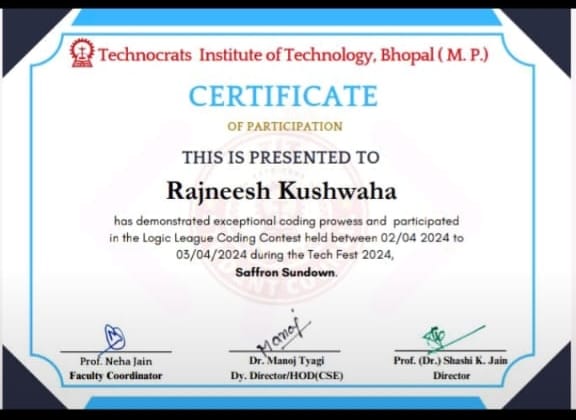 Technocrats Institute of Technology, Bhopal ( M. P.)
CERTIFICATE
OF PARTICIPATION
THIS IS PRESENTED TO
Rajneesh Kushwaha
has demonstrated exceptional coding prowess and participated
in the Logic League Coding Contest held between 02/04 2024 to
03/04/2024 during the Tech Fest 2024,
Saffron Sundown.
Manoj
Prof. Neha Jain
Faculty Coordinator
Dr. Manoj Tyagi
Dy. Director/HOD(CSE)
Prof. (Dr.) Shashi K. Jain
Director